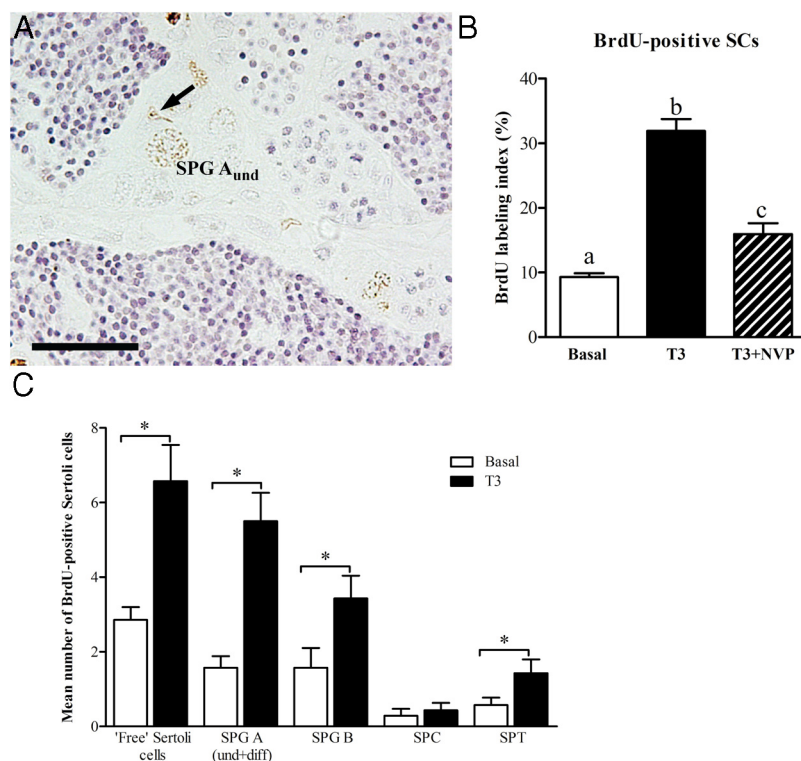 A
SPG Aund
B
BrdU-positive SCs
BrdU labeling index (%)
40
30
20
10
0
a
b
c
Basal
T3
T3+NVP
C
Mean number of BrdU-positive Sertoli cells
8
6
4
2
0
*
*
*
*
Basal
T3
'Free' Sertoli
cells
SPG A
(und+diff)
SPG B
SPC
SPT